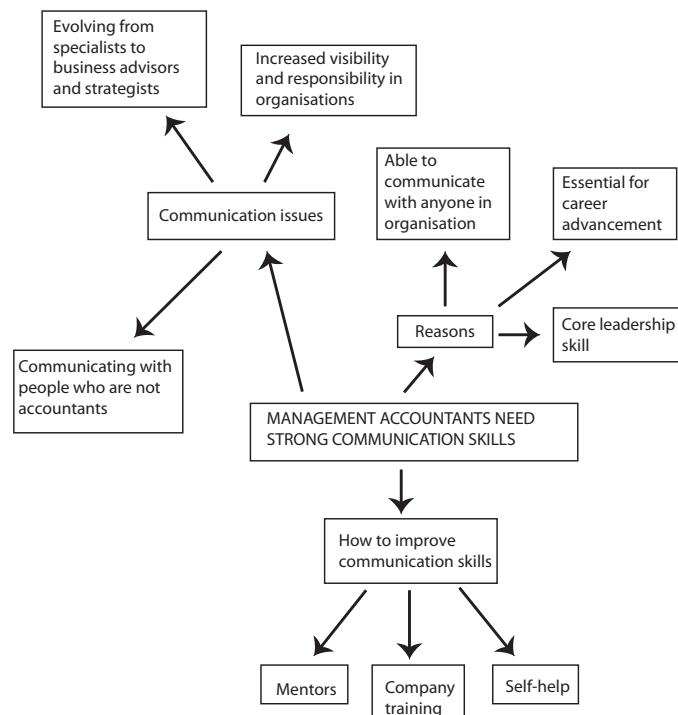 Evolving from
specialists to
business advisors
and strategists
Increased visibility
and responsibility in
organisations
Able to
communicate
with anyone in
organisation
Essential for
career
advancement
Communication issues
Reasons
Core leadership
skill
Communicating with
people who are not
accountants
MANAGEMENT ACCOUNTANTS NEED
STRONG COMMUNICATION SKILLS
How to improve
communication skills
Mentors
Company
training
Self-help